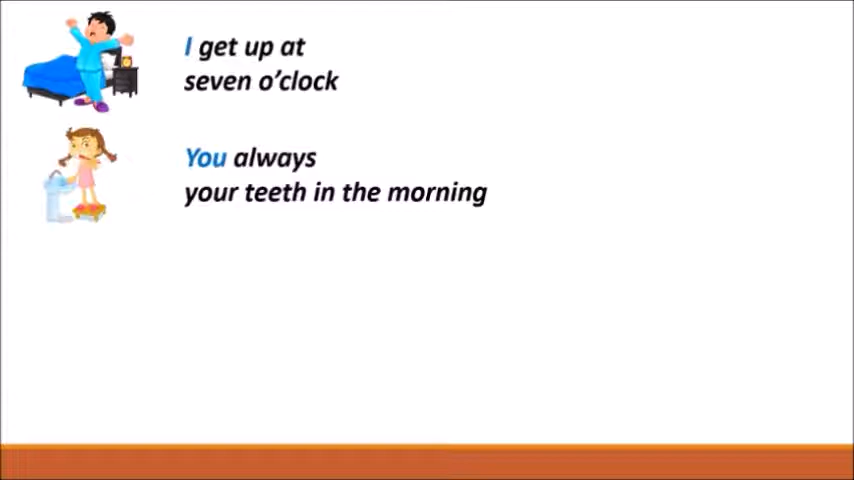 I get up at
seven o’clock
You always
your teeth in the morning